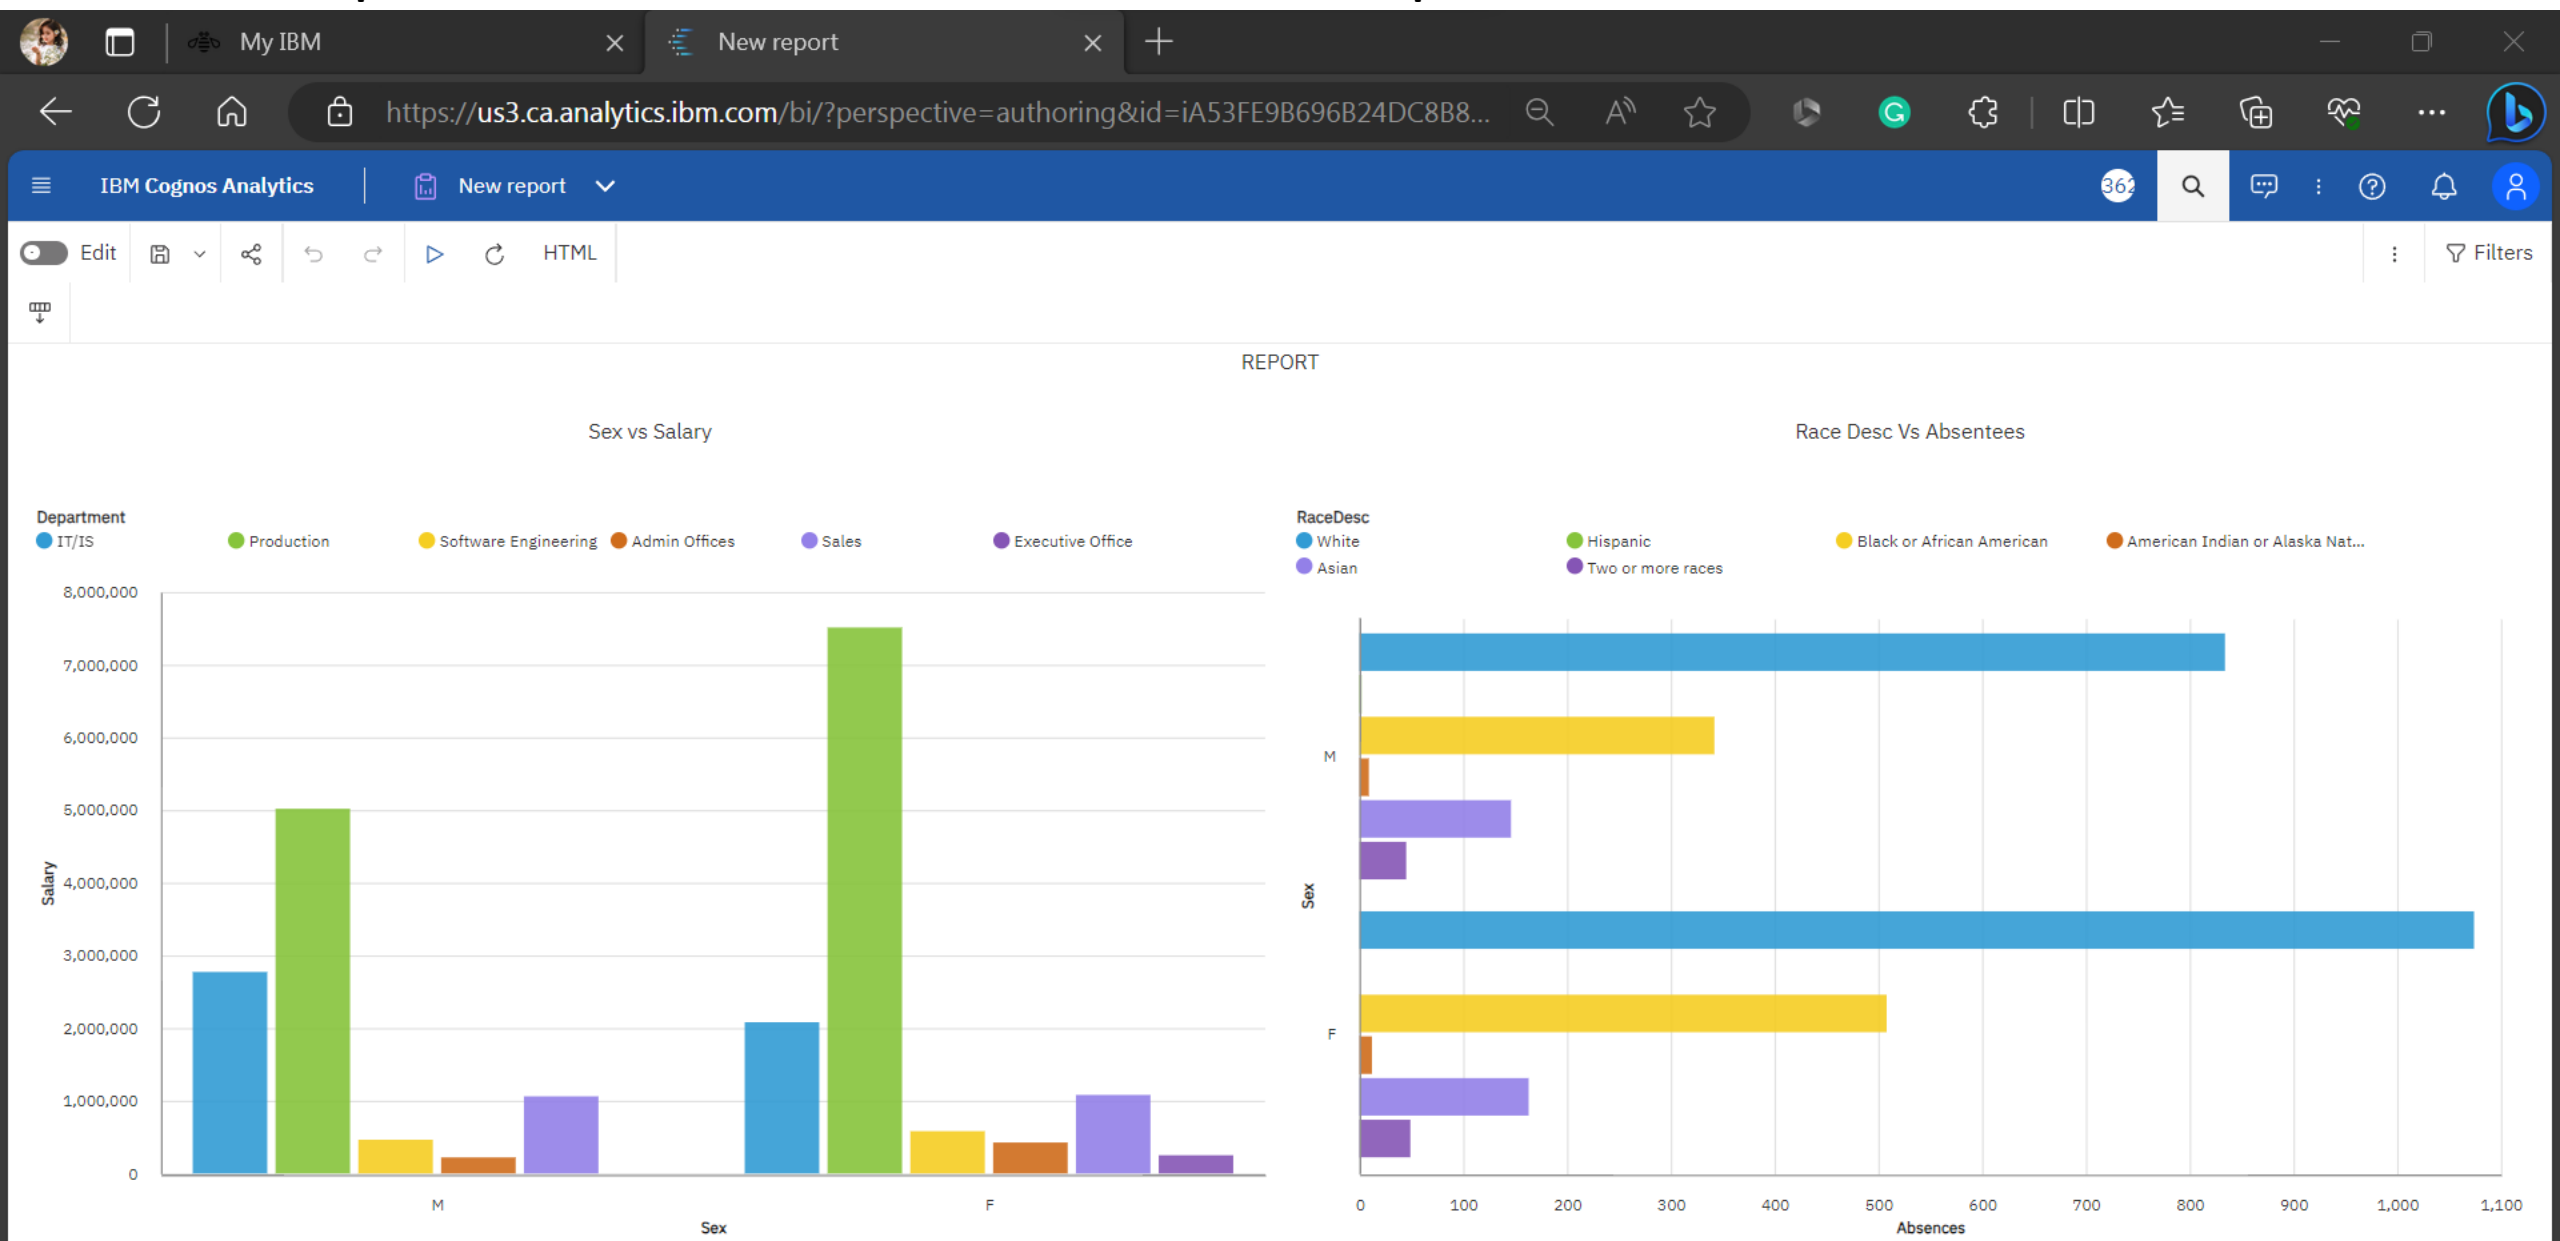 My IBM
New report
https://us3.ca.analytics.ibm.com/bi/?perspective=authoring&id=iA53FE9B696B24DC8B8...
IBM Cognos Analytics
New report
362
Edit
HTML
Filters
REPORT
Sex vs Salary
Department
IT/IS Production Software Engineering Admin Offices Sales Executive Office
8,000,000
7,000,000
6,000,000
5,000,000
4,000,000
3,000,000
2,000,000
1,000,000
0
Salary
M F
Sex
Race Desc Vs Absentees
RaceDesc
White Hispanic Black or African American American Indian or Alaska Nat...
Asian Two or more races
M
F
Sex
0 100 200 300 400 500 600 700 800 900 1,000 1,100
Absences